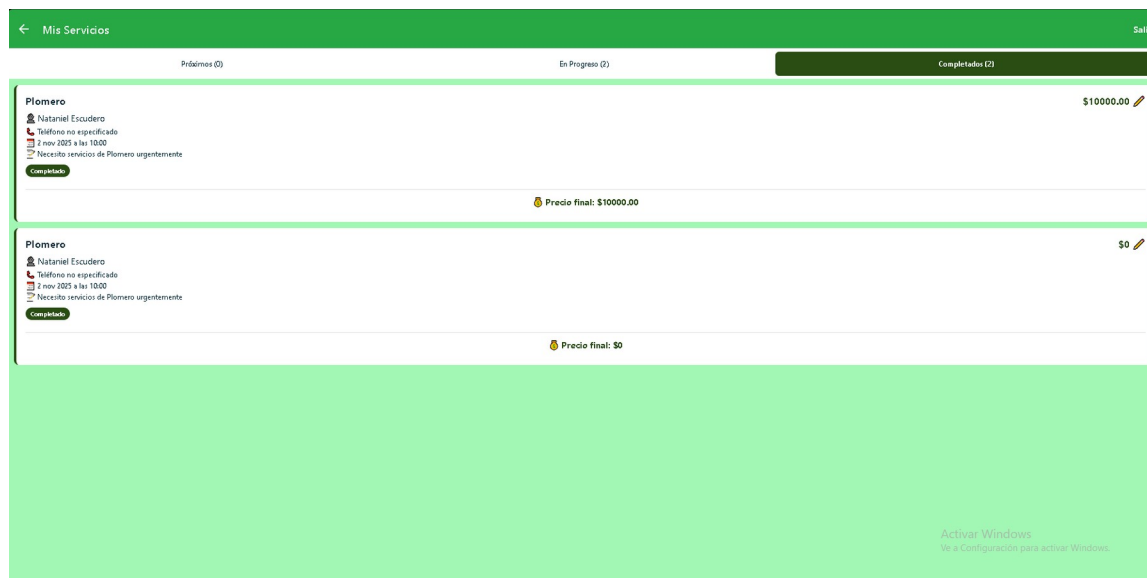 Mis Servicios
Sali
Próximos (0)
En Progreso (2)
Completados (2)
Plomero
$10000.00
Nataniel Escudero
Teléfono no especificado
2 nov 2025 a las 10:00
Necesito servicios de Plomero urgentemente
Completado
Precio final: $10000.00
Plomero
$0
Nataniel Escudero
Teléfono no especificado
2 nov 2025 a las 10:00
Necesito servicios de Plomero urgentemente
Completado
Precio final: $0
Activar Windows
Ve a Configuración para activar Windows.